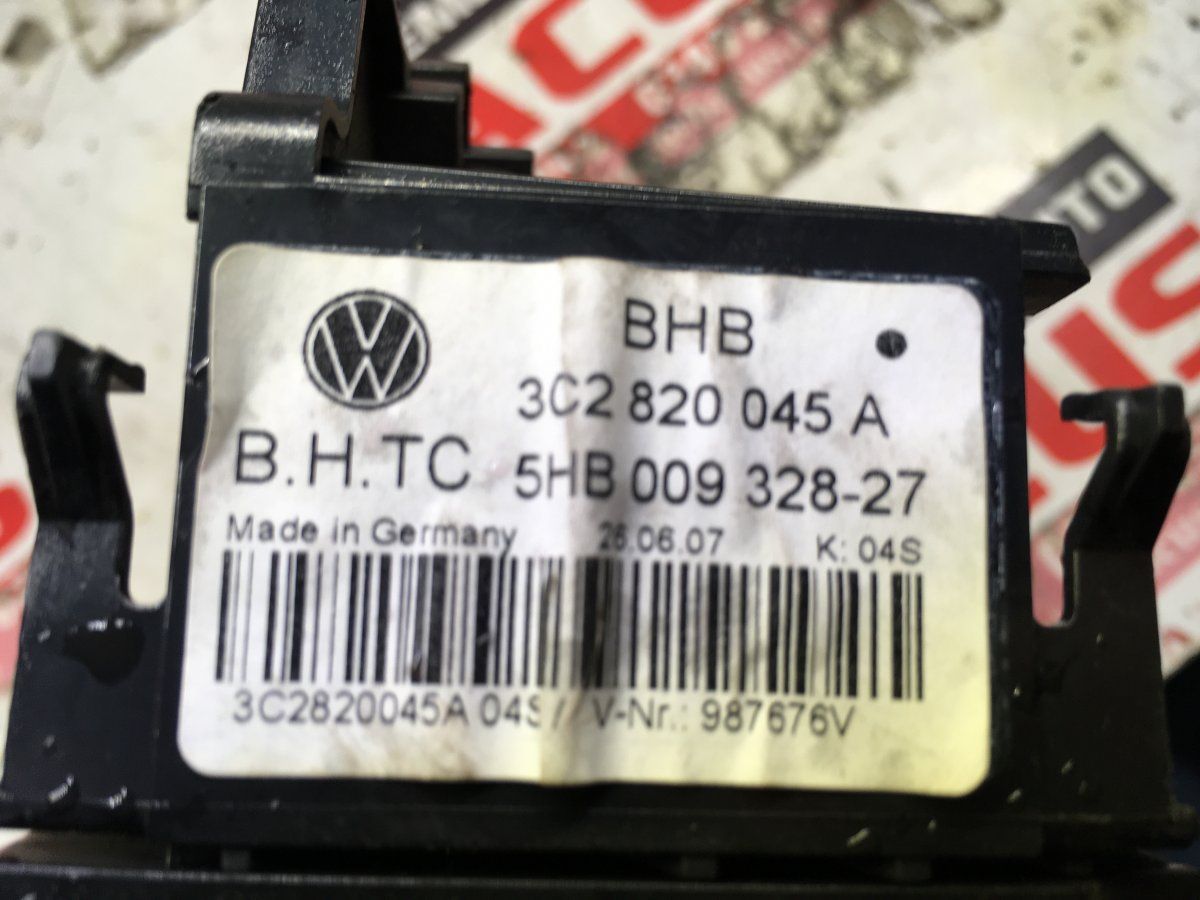 BHB
3C2 820 045 A
B.H.TC 5HB 009 328-27
Made in Germany 26.06.07 K: 04S
3C2820045A 04S // V-Nr.: 987676V